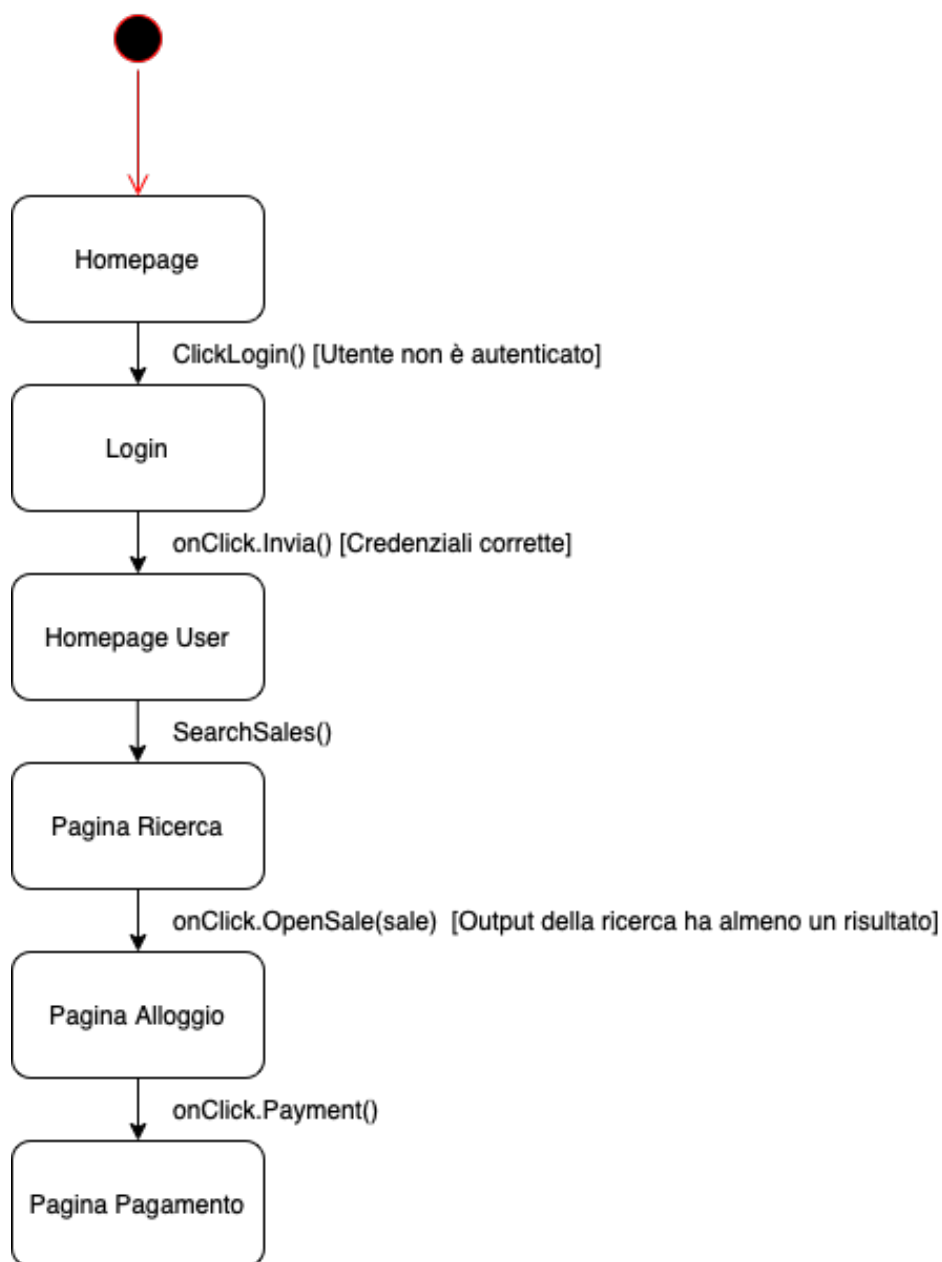 Homepage
ClickLogin() [Utente non è autenticato]
Login
onClick.Invia() [Credenziali corrette]
Homepage User
SearchSales()
Pagina Ricerca
onClick.OpenSale(sale)  [Output della ricerca ha almeno un risultato]
Pagina Alloggio
onClick.Payment()
Pagina Pagamento